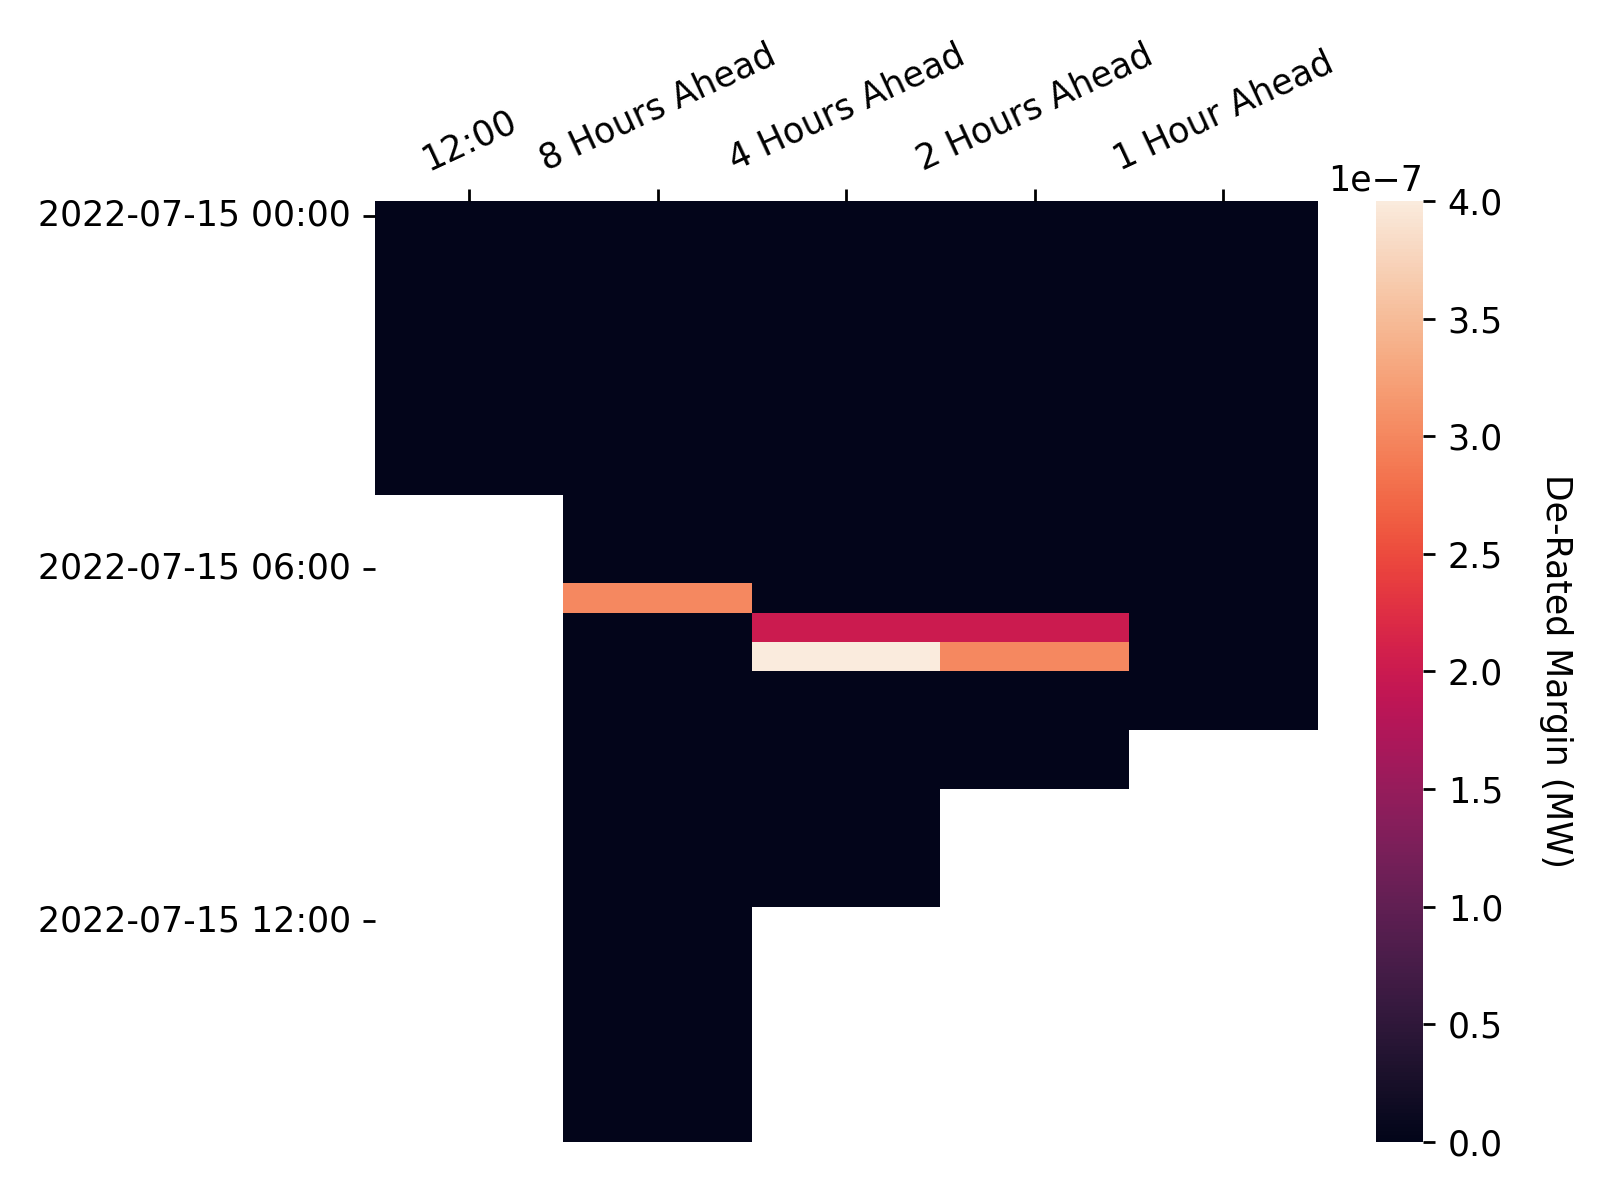 12:00
8 Hours Ahead
4 Hours Ahead
2 Hours Ahead
1 Hour Ahead
2022-07-15 00:00
2022-07-15 06:00
2022-07-15 12:00
1e−7
4.0
3.5
3.0
2.5
2.0
1.5
1.0
0.5
0.0
De-Rated Margin (MW)